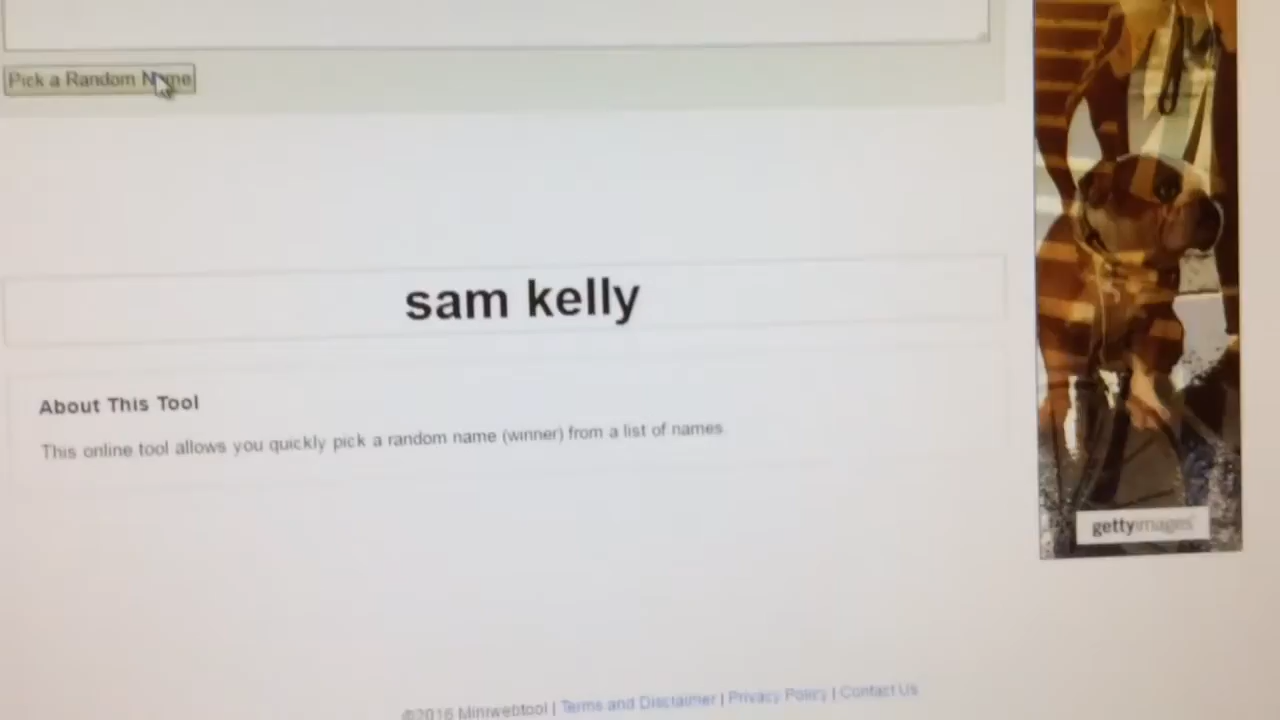 Pick a Random Name
sam kelly
About This Tool
This online tool allows you quickly pick a random name (winner) from a list of names
gettyimages
©2016 Miniwebtool | Terms and Disclaimer | Privacy Policy | Contact Us